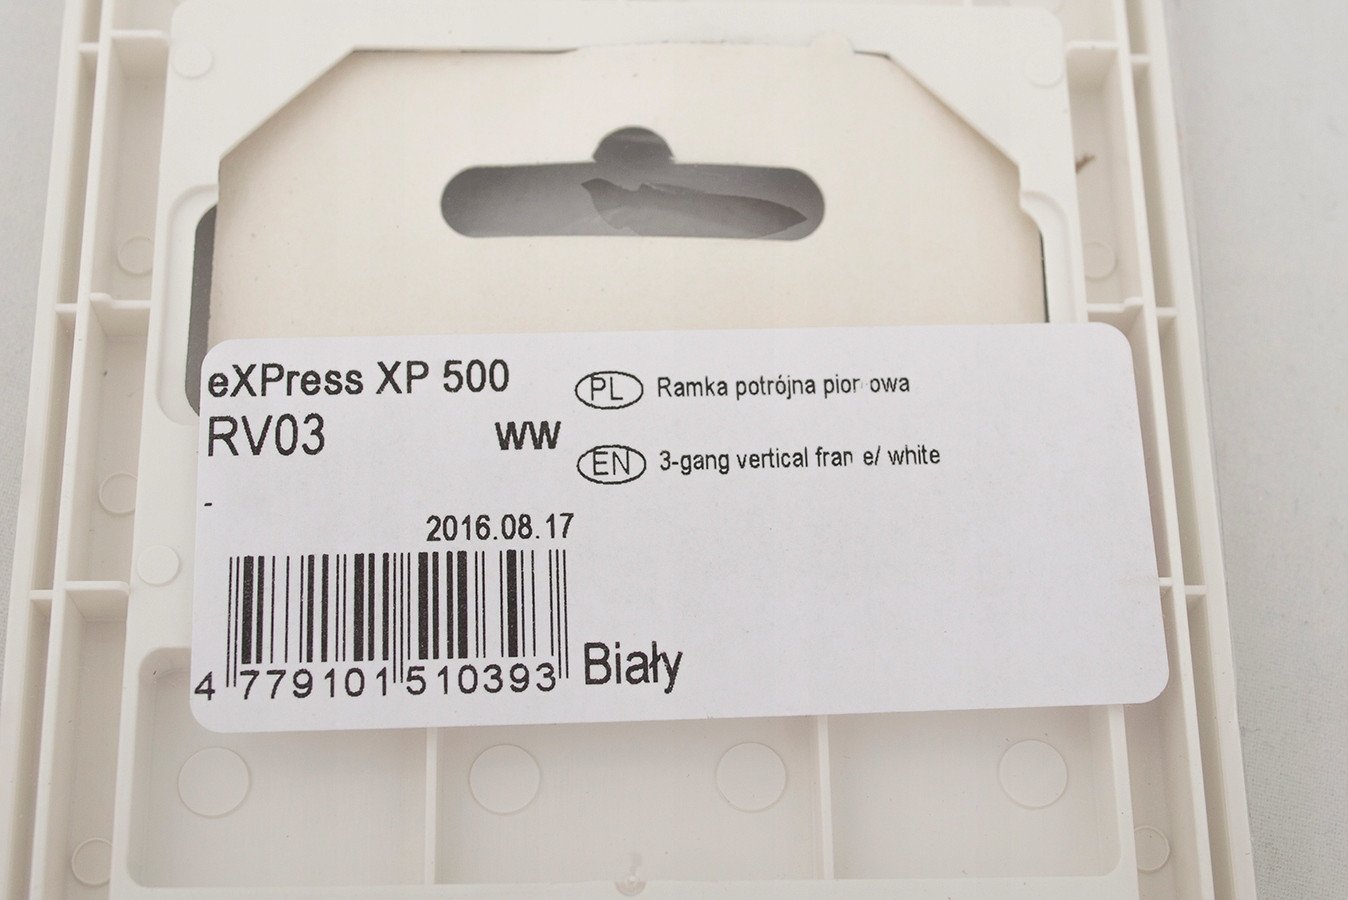 eXPress XP 500
RV03 WW
-
2016.08.17
4 779101 510393
Biały
PL Ramka potrójna pior owa
EN 3-gang vertical fran e/ white